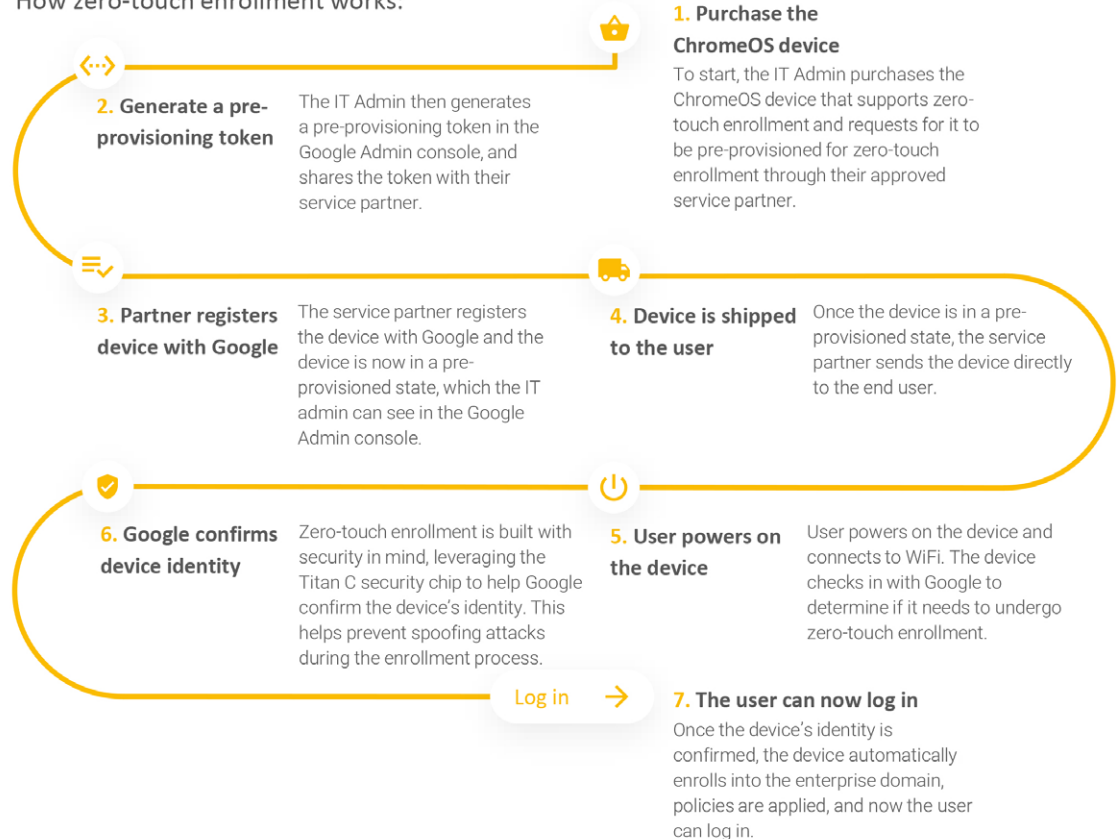 How zero-touch enrollment works:
1. Purchase the
ChromeOS device
To start, the IT Admin purchases the
ChromeOS device that supports zero-
touch enrollment and requests for it to
be pre-provisioned for zero-touch
enrollment through their approved
service partner.
2. Generate a pre-
provisioning token
The IT Admin then generates
a pre-provisioning token in the
Google Admin console, and
shares the token with their
service partner.
3. Partner registers
device with Google
The service partner registers
the device with Google and the
device is now in a pre-
provisioned state, which the IT
admin can see in the Google
Admin console.
4. Device is shipped
to the user
Once the device is in a pre-
provisioned state, the service
partner sends the device directly
to the end user.
5. User powers on
the device
User powers on the device and
connects to WiFi. The device
checks in with Google to
determine if it needs to undergo
zero-touch enrollment.
6. Google confirms
device identity
Zero-touch enrollment is built with
security in mind, leveraging the
Titan C security chip to help Google
confirm the device’s identity. This
helps prevent spoofing attacks
during the enrollment process.
Log in
7. The user can now log in
Once the device’s identity is
confirmed, the device automatically
enrolls into the enterprise domain,
policies are applied, and now the user
can log in.